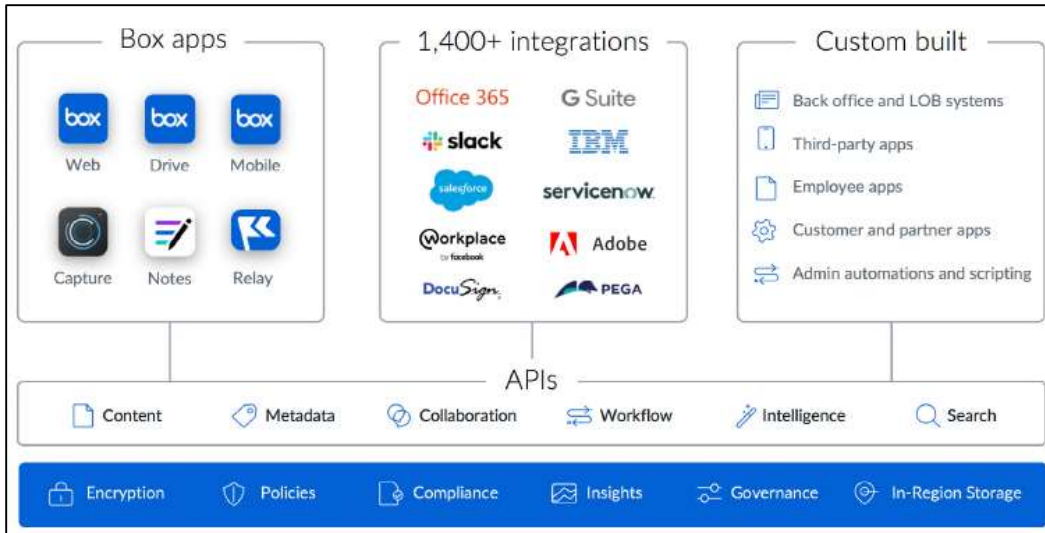 Box apps
box
box
box
Web
Drive
Mobile
Capture
Notes
Relay
1,400+ integrations
Office 365
G Suite
slack
IBM
salesforce
servicenow
workplace
by facebook
Adobe
DocuSign
PEGA
Custom built
Back office and LOB systems
Third-party apps
Employee apps
Customer and partner apps
Admin automations and scripting
APIs
Content
Metadata
Collaboration
Workflow
Intelligence
Search
Encryption
Policies
Compliance
Insights
Governance
In-Region Storage